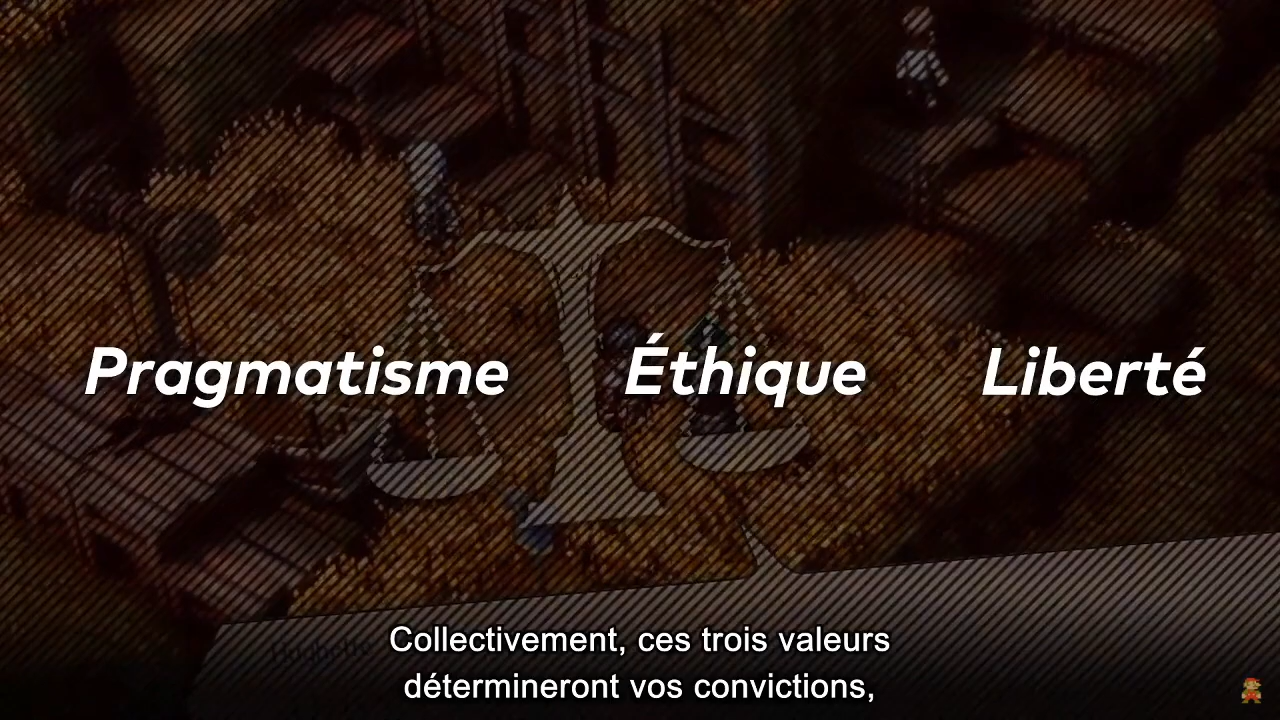 Pragmatisme Éthique Liberté
Collectivement, ces trois valeurs
détermineront vos convictions,